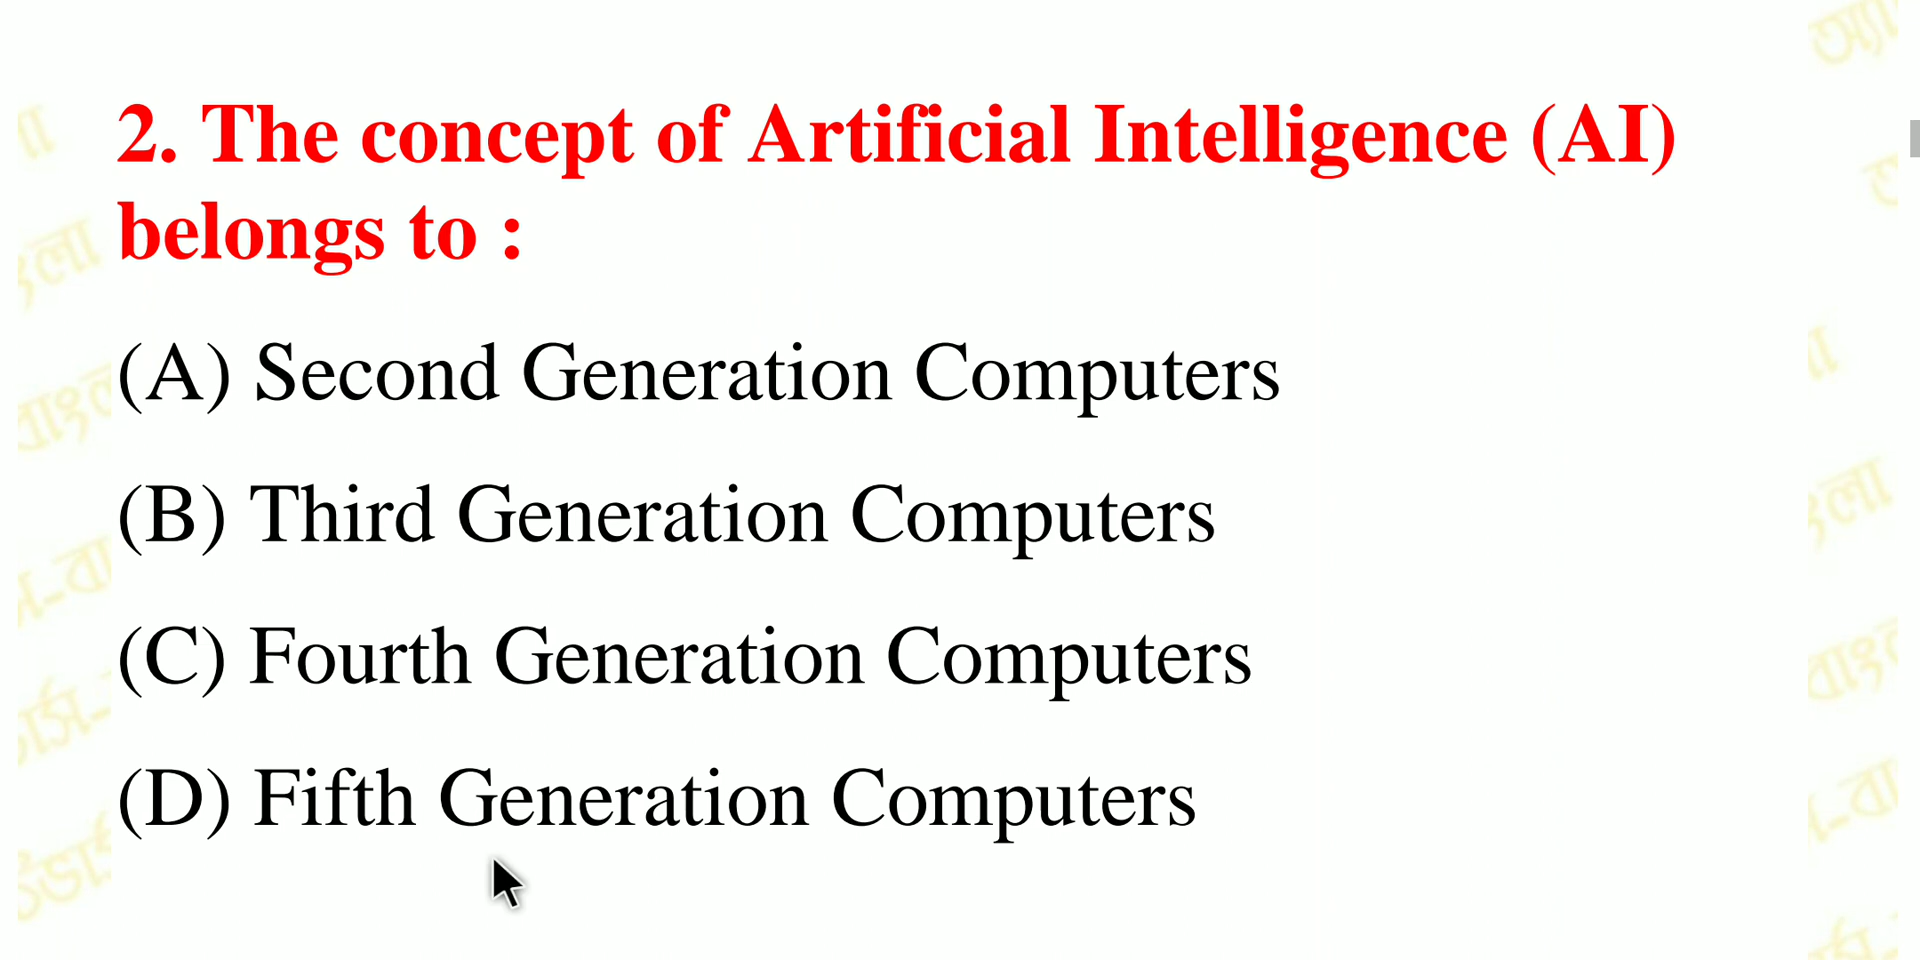 2. The concept of Artificial Intelligence (AI)
belongs to :
(A) Second Generation Computers
(B) Third Generation Computers
(C) Fourth Generation Computers
(D) Fifth Generation Computers